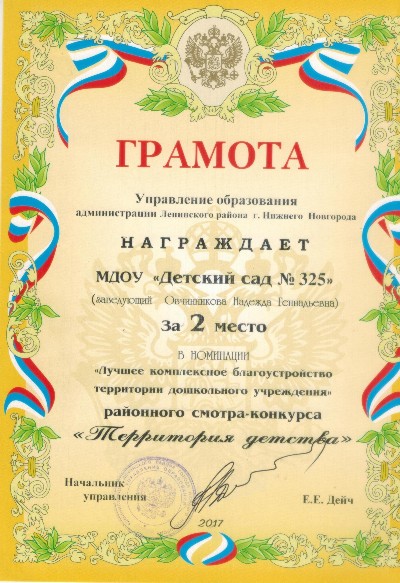 ГРАМОТА
Управление образования
администрации Ленинского района г. Нижнего Новгорода
НАГРАЖДАЕТ
МДОУ «Детский сад № 325»
(заведующий Овчинникова Надежда Геннадьевна)
За 2 место
в номинации
«Лучшее комплексное благоустройство
территории дошкольного учреждения»
районного смотра-конкурса
«Территория детства»
Начальник
управления
Е.Е. Дейч
2017